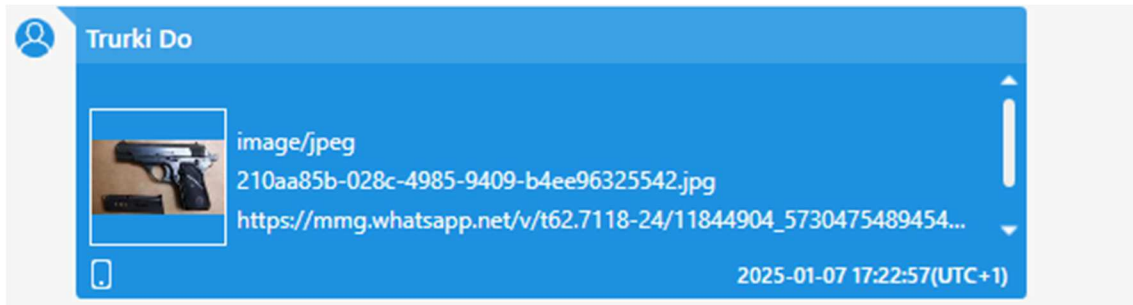 Trurki Do
image/jpeg
210aa85b-028c-4985-9409-b4ee96325542.jpg
https://mmg.whatsapp.net/v/t62.7118-24/11844904_5730475489454...
2025-01-07 17:22:57(UTC+1)